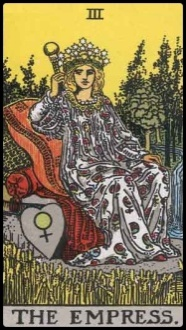 III
THE EMPRESS.